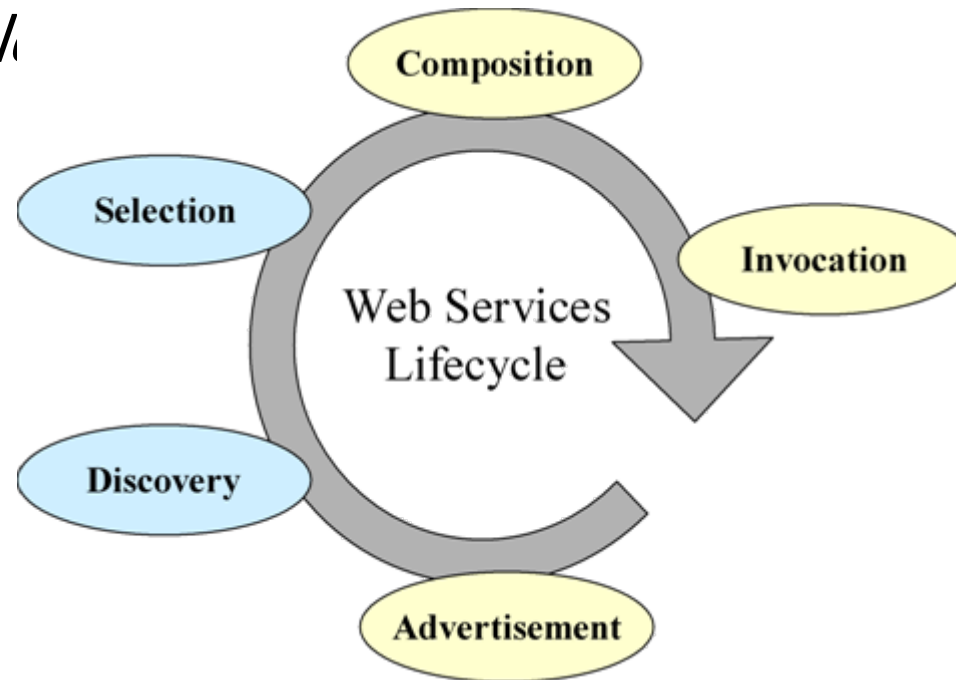 Composition
Selection
Invocation
Web Services
Lifecycle
Discovery
Advertisement